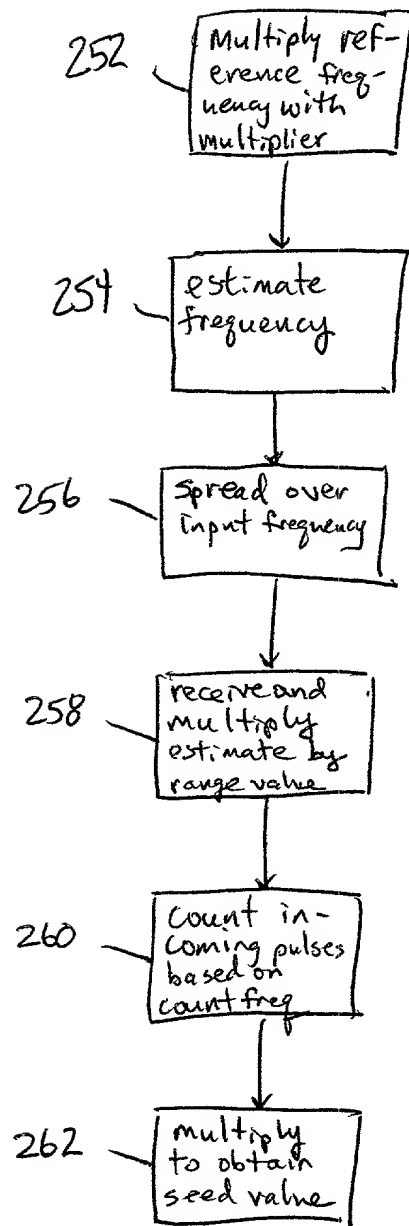 252
Multiply ref-
erence freq-
uency with
multiplier
254
estimate
frequency
256
spread over
input frequency
258
receive and
multiply
estimate by
range value
260
Count in-
coming pulses
based on
count freq
262
multiply
to obtain
seed value